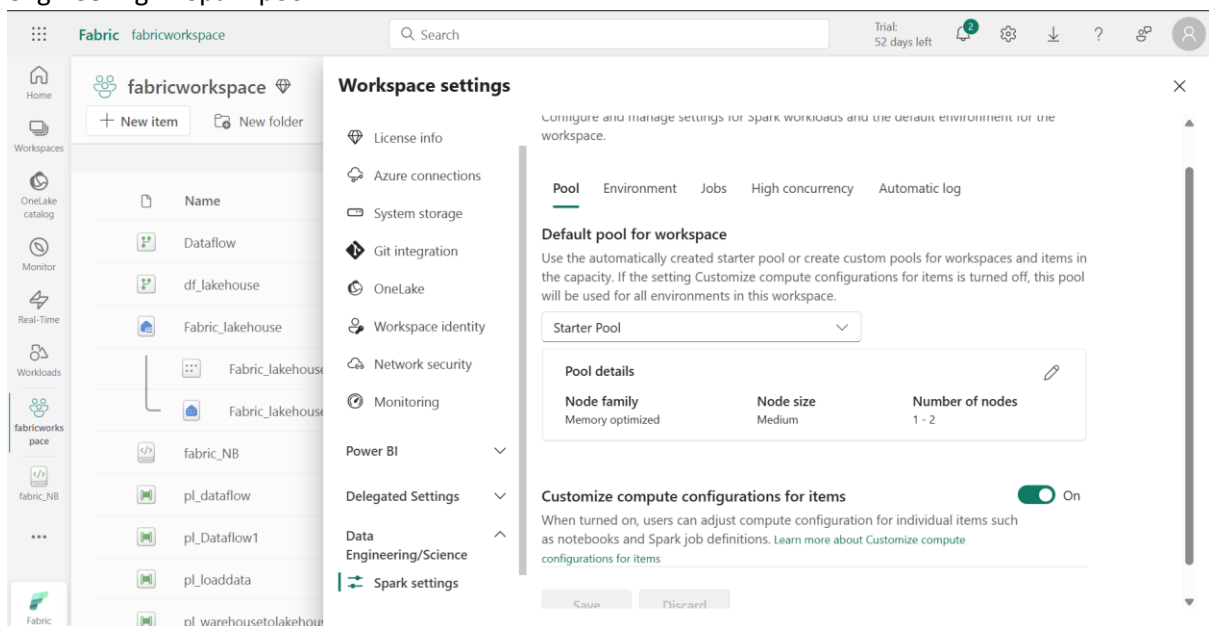 Fabric fabricworkspace
Search
Trial:
52 days left
2
?
Home
Workspaces
OneLake
catalog
Monitor
Real-Time
Workloads
fabricworks
pace
fabric_NB
Fabric
fabricworkspace
New item
New folder
Name
Dataflow
df_lakehouse
Fabric_lakehouse
Fabric_lakehouse
Fabric_lakehouse
fabric_NB
pl_dataflow
pl_Dataflow1
pl_loaddata
pl_warehousetolakehou
Workspace settings
License info
Azure connections
System storage
Git integration
OneLake
Workspace identity
Network security
Monitoring
Power BI
Delegated Settings
Data
Engineering/Science
Spark settings
Configure and manage settings for Spark workloads and the default environment for the
workspace.
Pool Environment Jobs High concurrency Automatic log
Default pool for workspace
Use the automatically created starter pool or create custom pools for workspaces and items in
the capacity. If the setting Customize compute configurations for items is turned off, this pool
will be used for all environments in this workspace.
Starter Pool
Pool details
Node family Node size Number of nodes
Memory optimized Medium 1 - 2
Customize compute configurations for items On
When turned on, users can adjust compute configuration for individual items such
as notebooks and Spark job definitions. Learn more about Customize compute
configurations for items
Save Discard